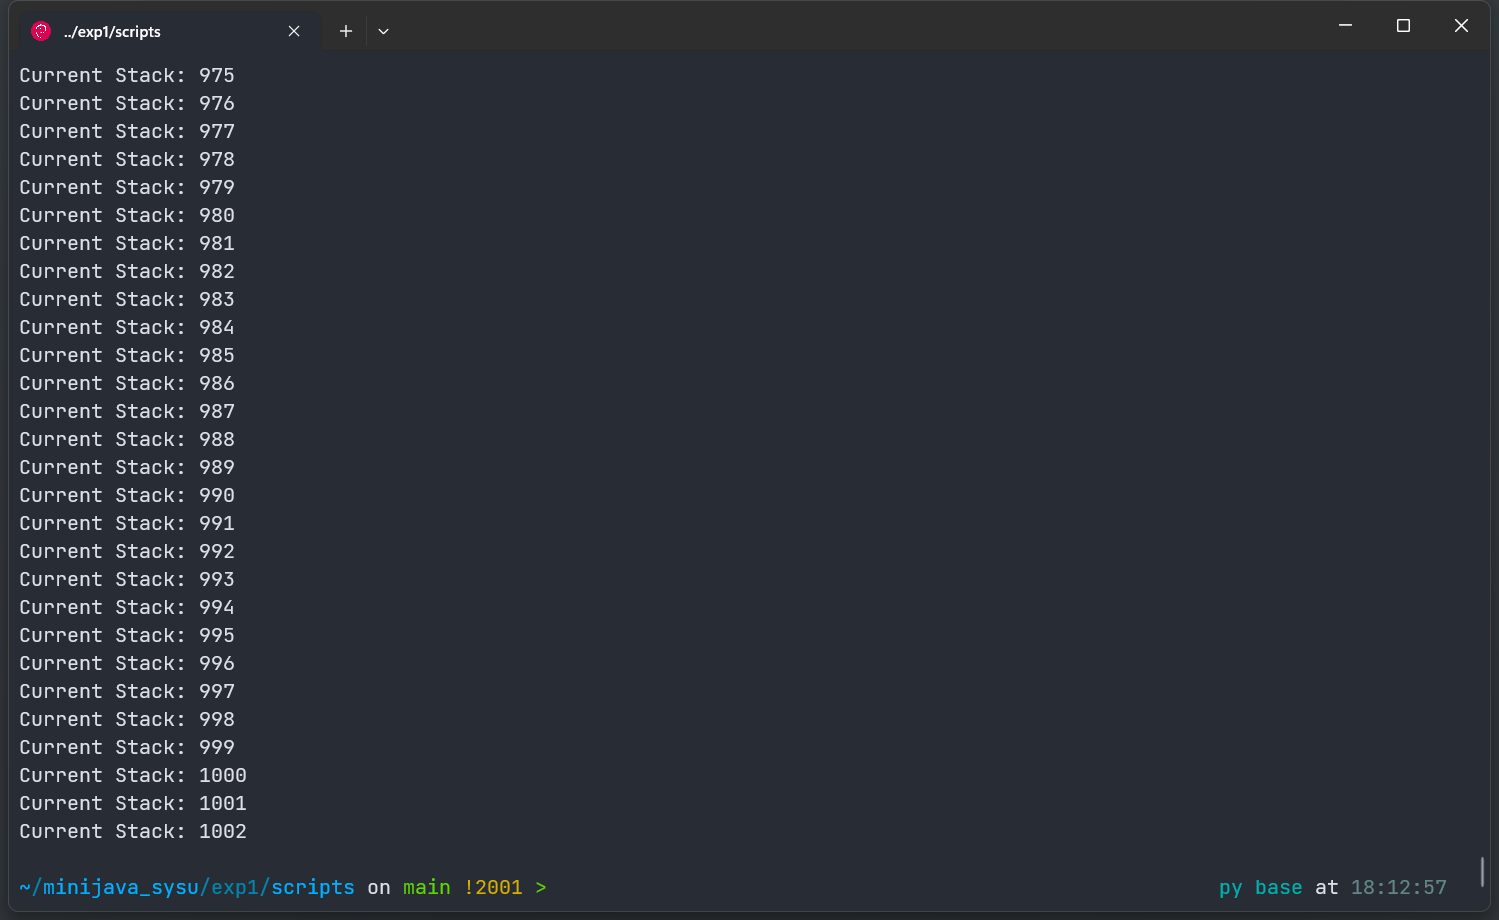 ../exp1/scripts
Current Stack: 975
Current Stack: 976
Current Stack: 977
Current Stack: 978
Current Stack: 979
Current Stack: 980
Current Stack: 981
Current Stack: 982
Current Stack: 983
Current Stack: 984
Current Stack: 985
Current Stack: 986
Current Stack: 987
Current Stack: 988
Current Stack: 989
Current Stack: 990
Current Stack: 991
Current Stack: 992
Current Stack: 993
Current Stack: 994
Current Stack: 995
Current Stack: 996
Current Stack: 997
Current Stack: 998
Current Stack: 999
Current Stack: 1000
Current Stack: 1001
Current Stack: 1002
~/minijava_sysu/exp1/scripts on main !2001 > py base at 18:12:57